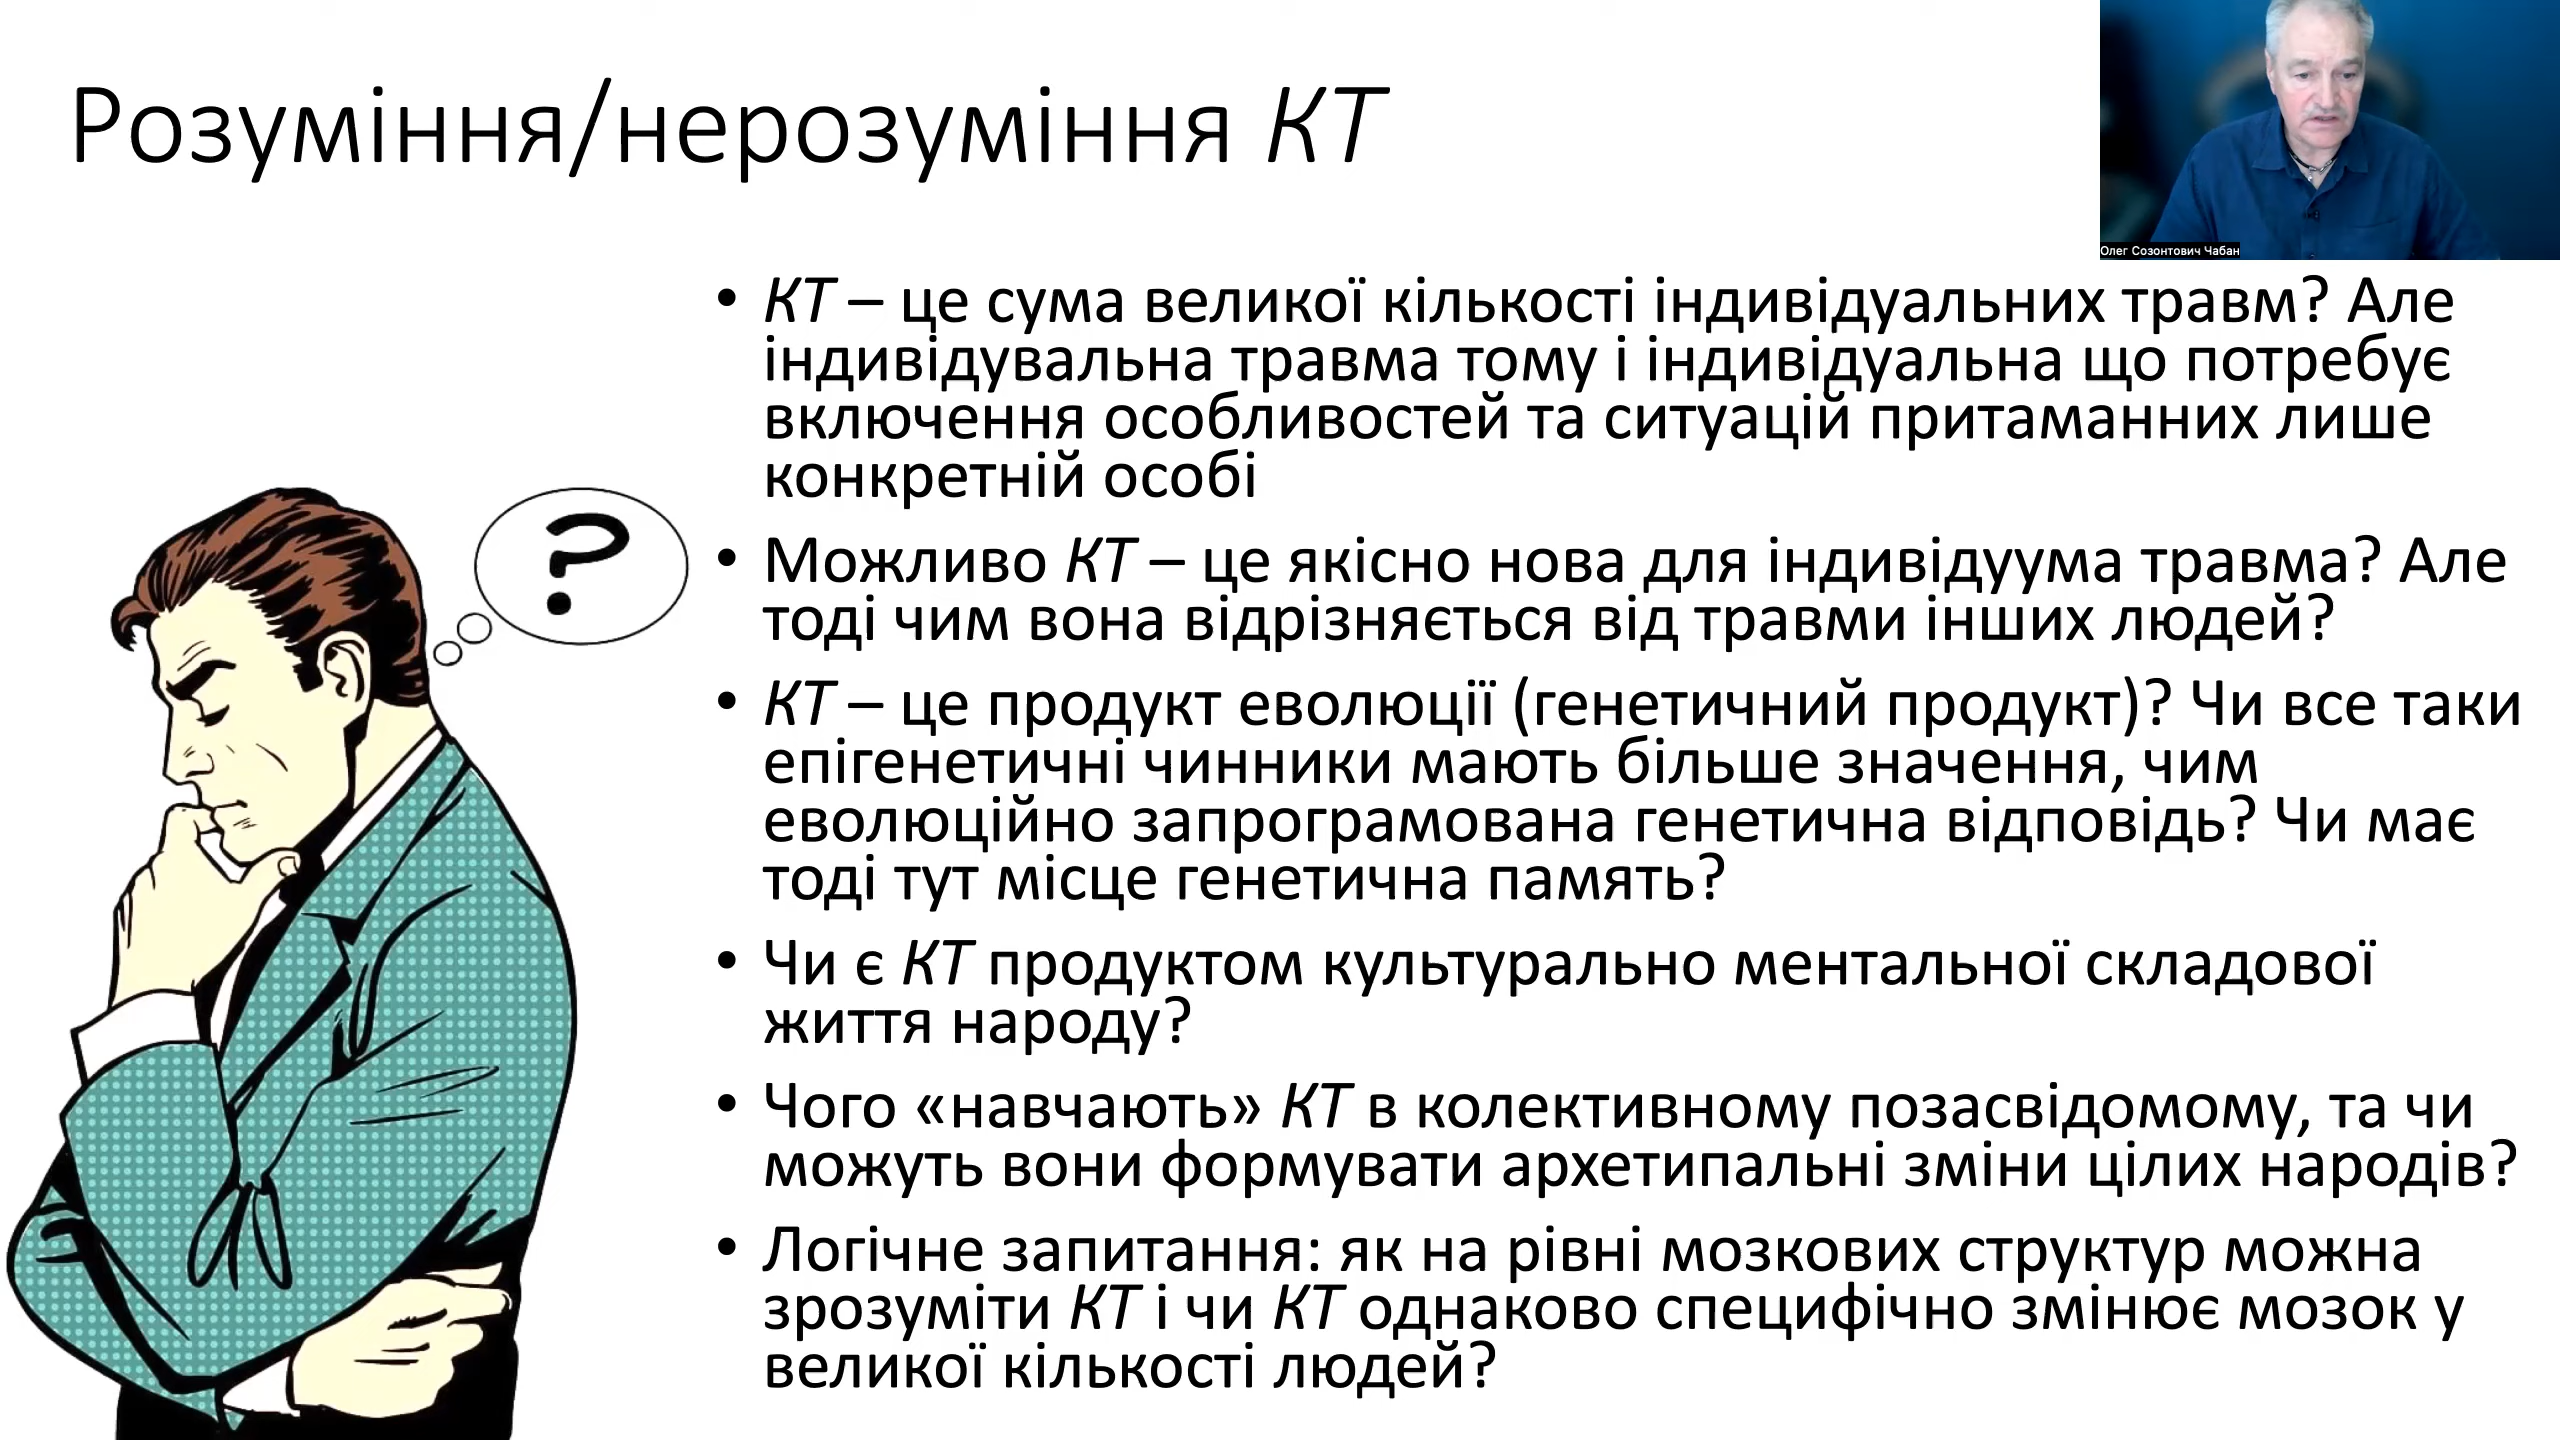 Розуміння/нерозуміння КТ
Олег Созонтович Чабан
• КТ – це сума великої кількості індивідуальних травм? Але
індивідувальна травма тому і індивідуальна що потребує
включення особливостей та ситуацій притаманних лише
конкретній особі
• Можливо КТ – це якісно нова для індивідуума травма? Але
тоді чим вона відрізняється від травми інших людей?
• КТ – це продукт еволюції (генетичний продукт)? Чи все таки
епігенетичні чинники мають більше значення, чим
еволюційно запрограмована генетична відповідь? Чи має
тоді тут місце генетична память?
• Чи є КТ продуктом культурально ментальної складової
життя народу?
• Чого «навчають» КТ в колективному позасвідомому, та чи
можуть вони формувати архетипальні зміни цілих народів?
• Логічне запитання: як на рівні мозкових структур можна
зрозуміти КТ і чи КТ однаково специфічно змінює мозок у
великої кількості людей?
?